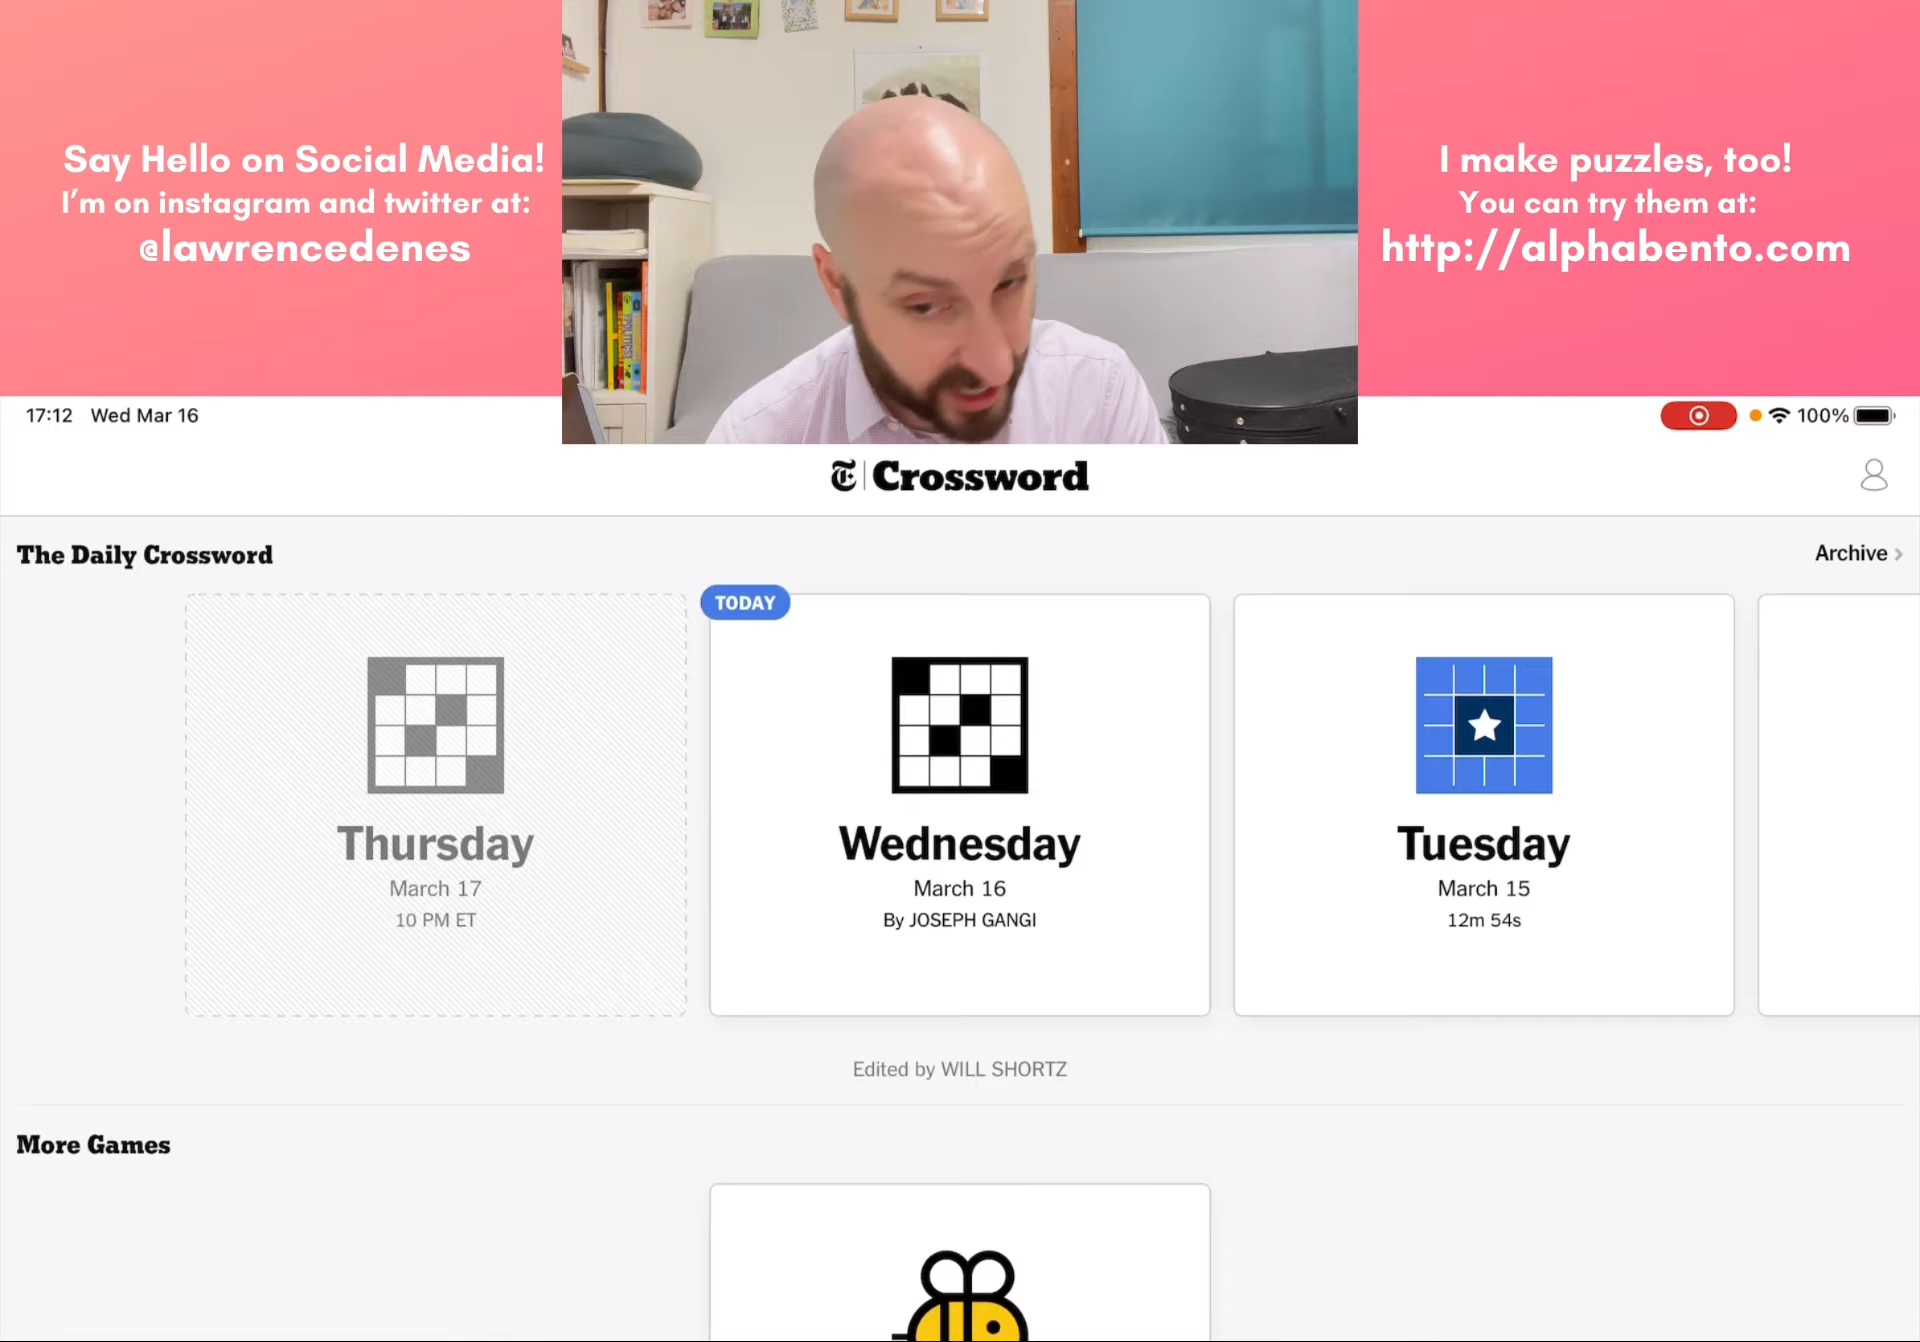 Say Hello on Social Media!
I'm on instagram and twitter at:
@lawrencedenes
I make puzzles, too!
You can try them at:
http://alphabento.com
17:12 Wed Mar 16
100%
Crossword
The Daily Crossword
Archive >
TODAY
Thursday
March 17
10 PM ET
Wednesday
March 16
By JOSEPH GANGI
Tuesday
March 15
12m 54s
Edited by WILL SHORTZ
More Games